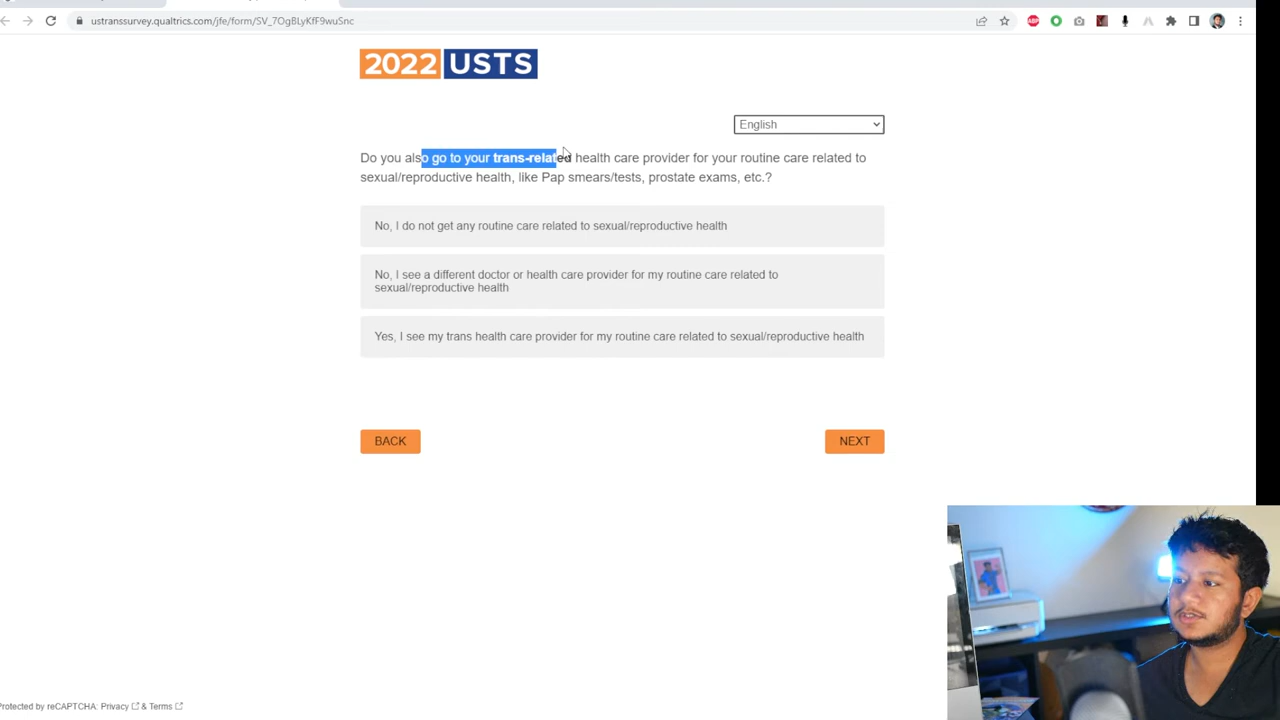 ustranssurvey.qualtrics.com/jfe/form/SV_7OgBLyKfF9wuSnc
2022 USTS
English
Do you also go to your trans-related health care provider for your routine care related to
sexual/reproductive health, like Pap smears/tests, prostate exams, etc.?
No, I do not get any routine care related to sexual/reproductive health
No, I see a different doctor or health care provider for my routine care related to
sexual/reproductive health
Yes, I see my trans health care provider for my routine care related to sexual/reproductive health
BACK
NEXT
Protected by reCAPTCHA: Privacy & Terms